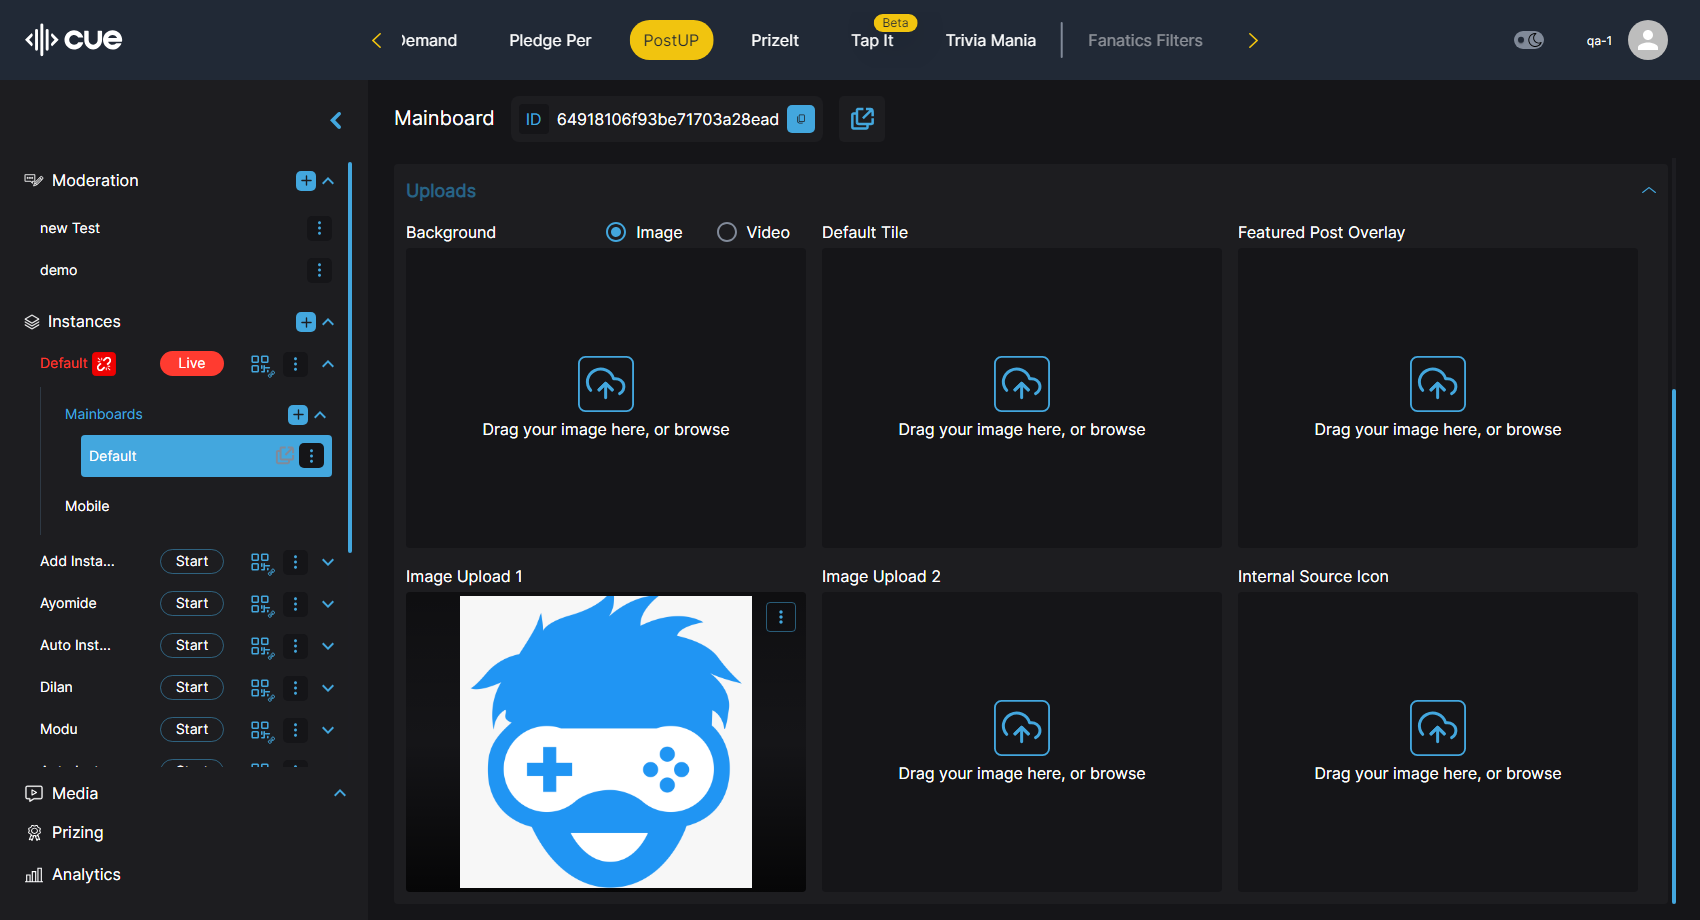 cue
Demand
Pledge Per
PostUP
PrizeIt
Beta
Tap It
Trivia Mania
Fanatics Filters
qa-1
Mainboard
ID
64918106f93be71703a28ead
Moderation
new Test
demo
Instances
Default
Live
Mainboards
Default
Mobile
Add Insta...
Start
Ayomide
Start
Auto Inst...
Start
Dilan
Start
Modu
Start
Media
Prizing
Analytics
Uploads
Background
Image
Video
Default Tile
Featured Post Overlay
Drag your image here, or browse
Drag your image here, or browse
Drag your image here, or browse
Image Upload 1
Image Upload 2
Internal Source Icon
Drag your image here, or browse
Drag your image here, or browse